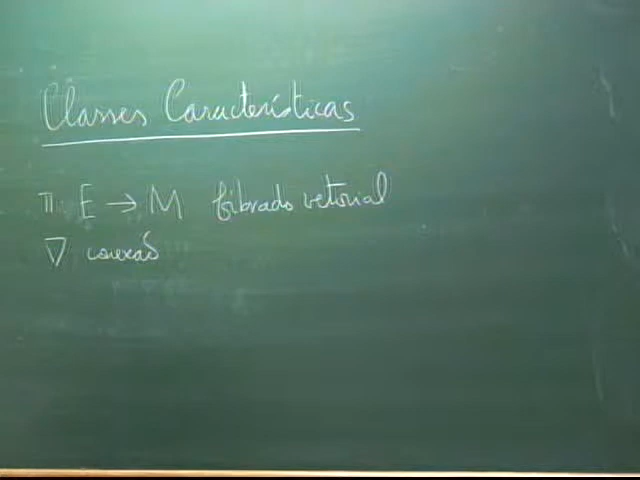 Classes Características
π: E → M fibrado vetorial
∇ conexão